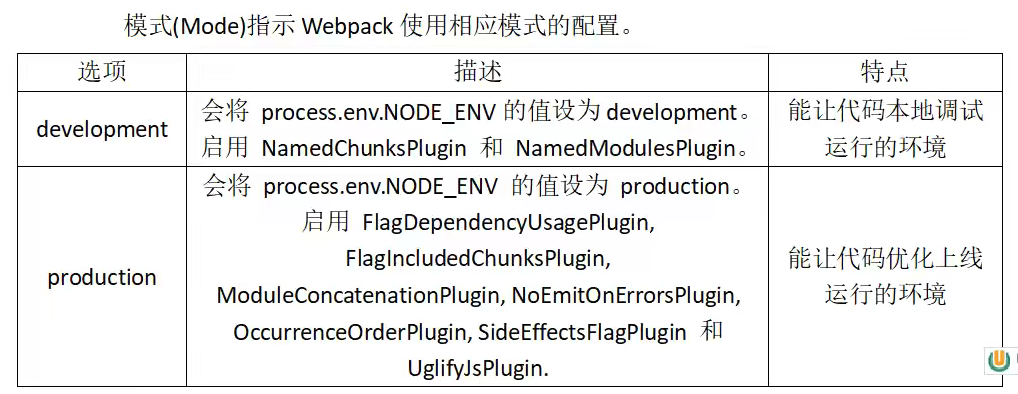 模式(Mode)指示 Webpack 使用相应模式的配置。
选项 描述 特点
development
会将 process.env.NODE_ENV 的值设为 development。
启用 NamedChunksPlugin 和 NamedModulesPlugin。
能让代码本地调试
运行的环境
production
会将 process.env.NODE_ENV 的值设为 production。
启用 FlagDependencyUsagePlugin,
FlagIncludedChunksPlugin,
ModuleConcatenationPlugin, NoEmitOnErrorsPlugin,
OccurrenceOrderPlugin, SideEffectsFlagPlugin 和
UglifyJsPlugin.
能让代码优化上线
运行的环境